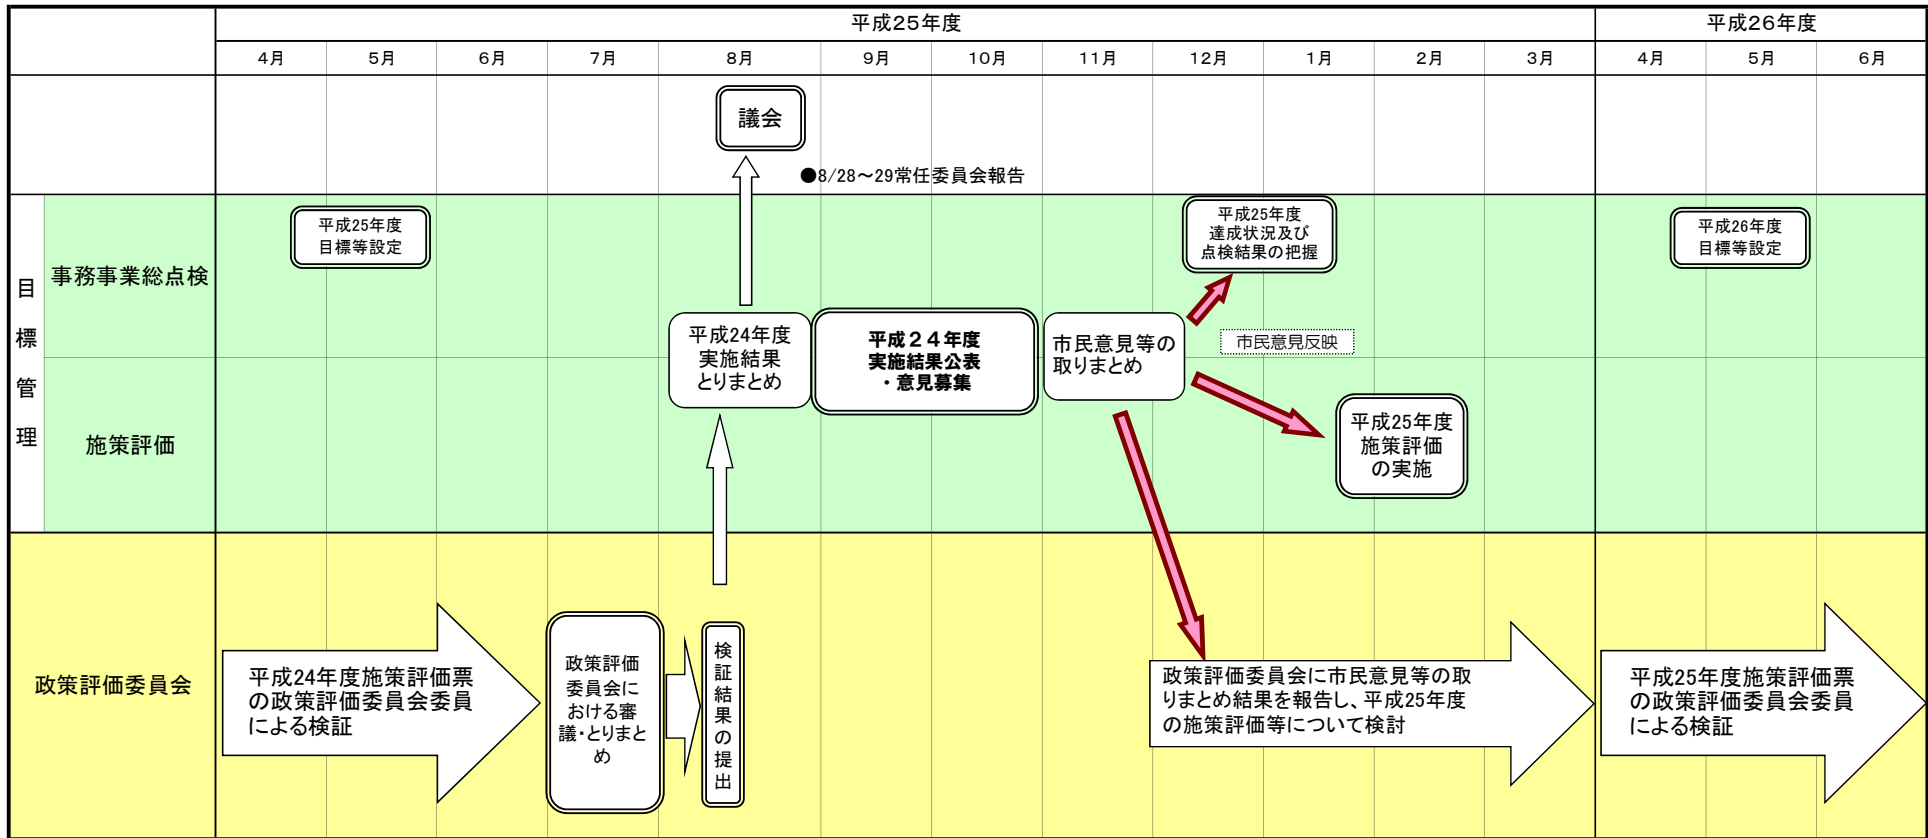 平成25年度
平成26年度
4月
5月
6月
7月
8月
9月
10月
11月
12月
1月
2月
3月
4月
5月
6月
議会
●8/28～29常任委員会報告
目標管理
事務事業総点検
平成25年度
目標等設定
平成25年度
達成状況及び
点検結果の把握
平成26年度
目標等設定
平成24年度
実施結果
とりまとめ
平成２４年度
実施結果公表
・意見募集
市民意見等の
取りまとめ
市民意見反映
施策評価
平成25年度
施策評価
の実施
政策評価委員会
平成24年度施策評価票
の政策評価委員会委員
による検証
政策評価
委員会に
おける審
議・とりまと
め
検証結果の提出
政策評価委員会に市民意見等の取
りまとめ結果を報告し、平成25年度
の施策評価等について検討
平成25年度施策評価票
の政策評価委員会委員
による検証